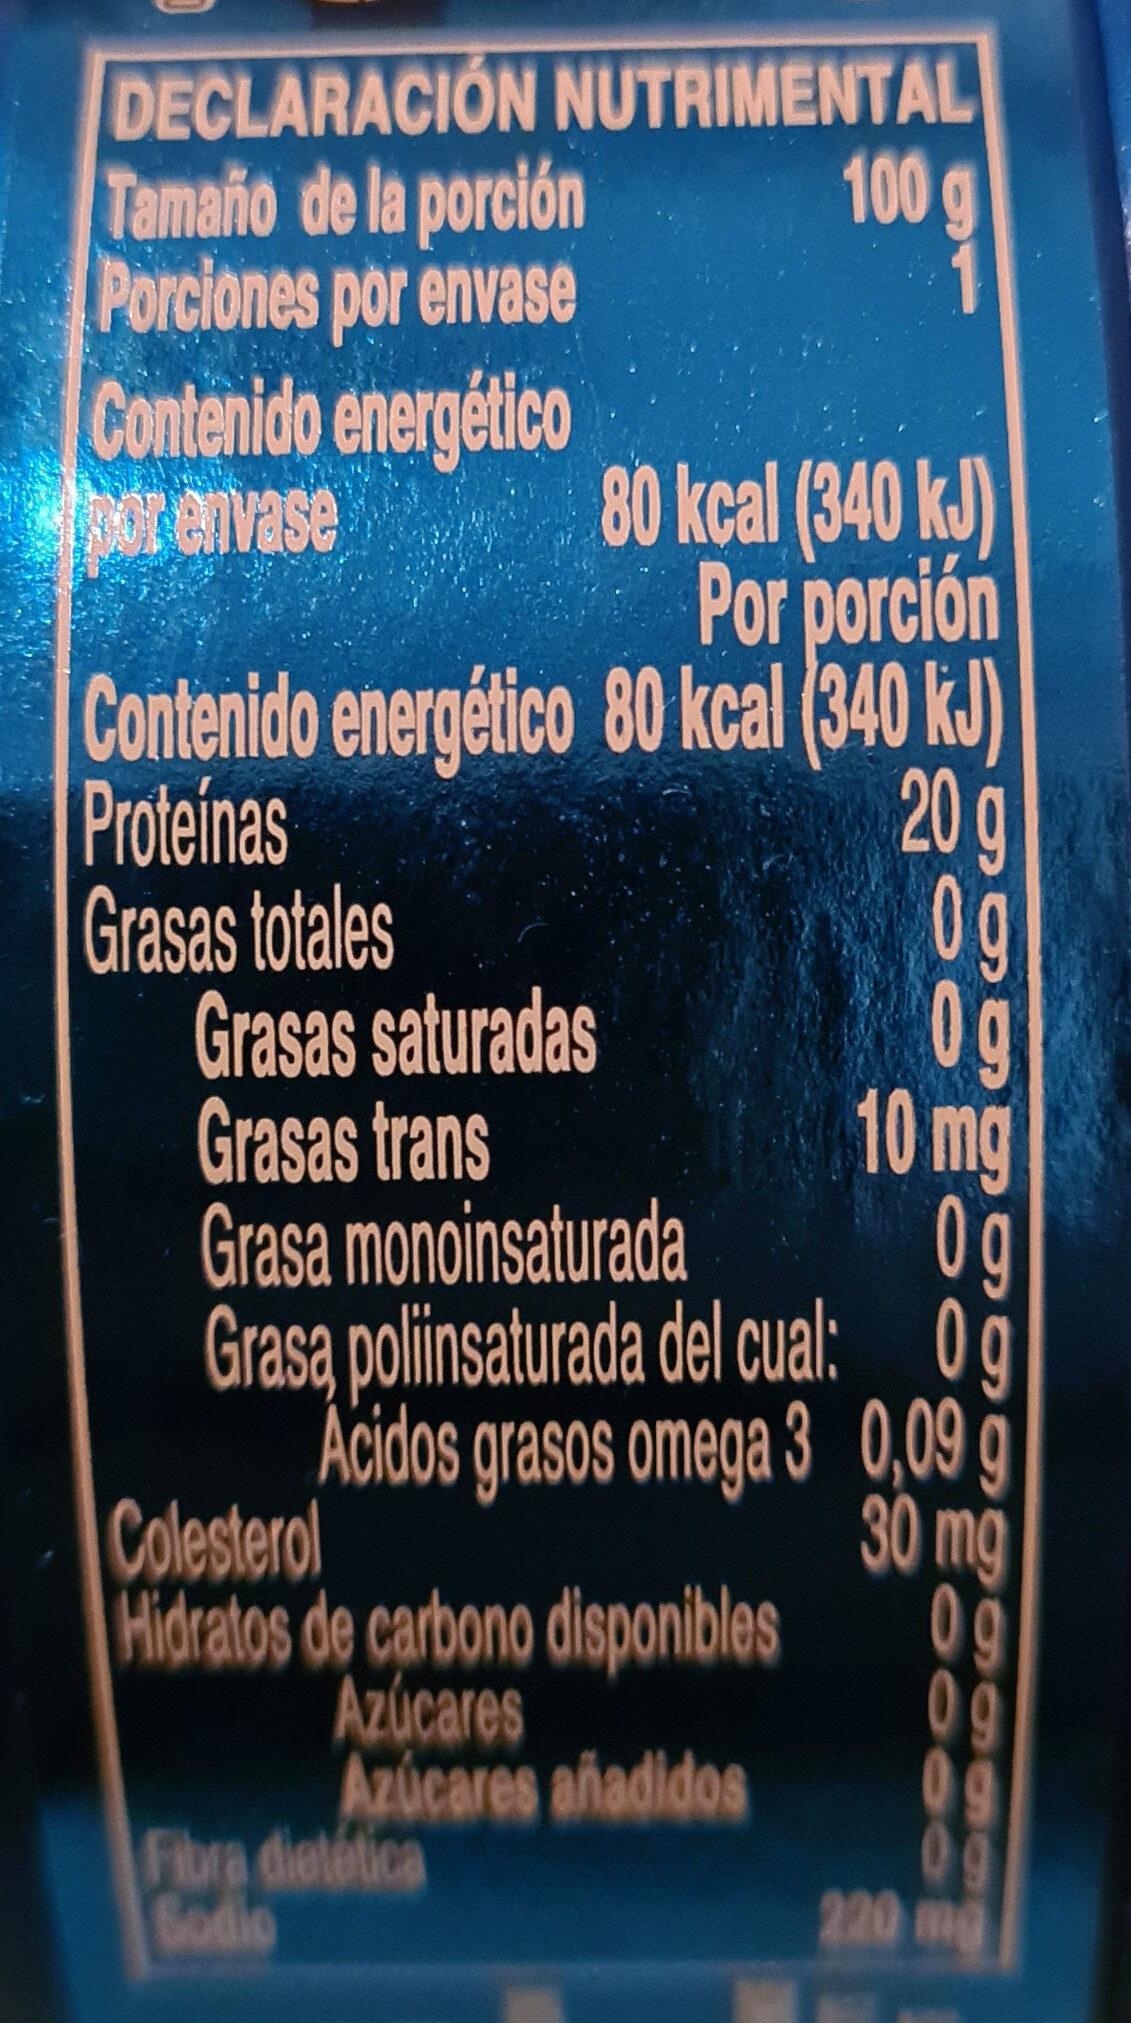 DECLARACIÓN NUTRIMENTAL
Tamaño de la porción 100 g
Porciones por envase 1
Contenido energético
por envase 80 kcal (340 kJ)
Por porción
Contenido energético 80 kcal (340 kJ)
Proteínas 20 g
Grasas totales 0 g
Grasas saturadas 0 g
Grasas trans 10 mg
Grasa monoinsaturada 0 g
Grasa poliinsaturada del cual: 0 g
Ácidos grasos omega 3 0,09 g
Colesterol 30 mg
Hidratos de carbono disponibles 0 g
Azúcares 0 g
Azúcares añadidos 0 g
Fibra dietética 0 g
Sodio 220 mg